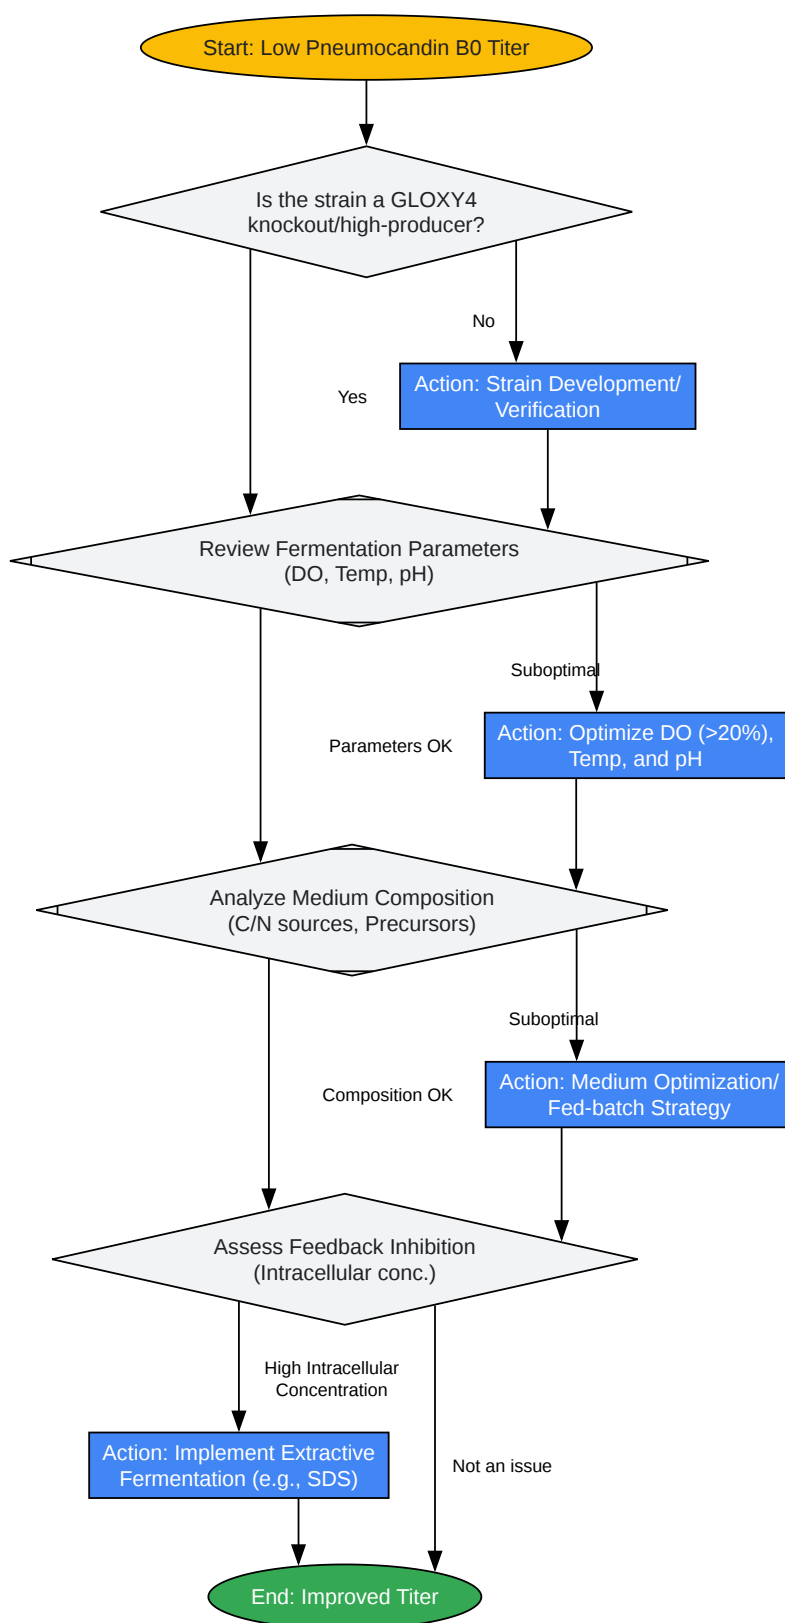 Start: Low Pneumocandin B0 Titer
Is the strain a GLOXY4
knockout/high-producer?
No
Action: Strain Development/
Verification
Yes
Review Fermentation Parameters
(DO, Temp, pH)
Suboptimal
Action: Optimize DO (>20%),
Temp, and pH
Parameters OK
Analyze Medium Composition
(C/N sources, Precursors)
Suboptimal
Action: Medium Optimization/
Fed-batch Strategy
Composition OK
Assess Feedback Inhibition
(Intracellular conc.)
High Intracellular
Concentration
Action: Implement Extractive
Fermentation (e.g., SDS)
Not an issue
End: Improved Titer